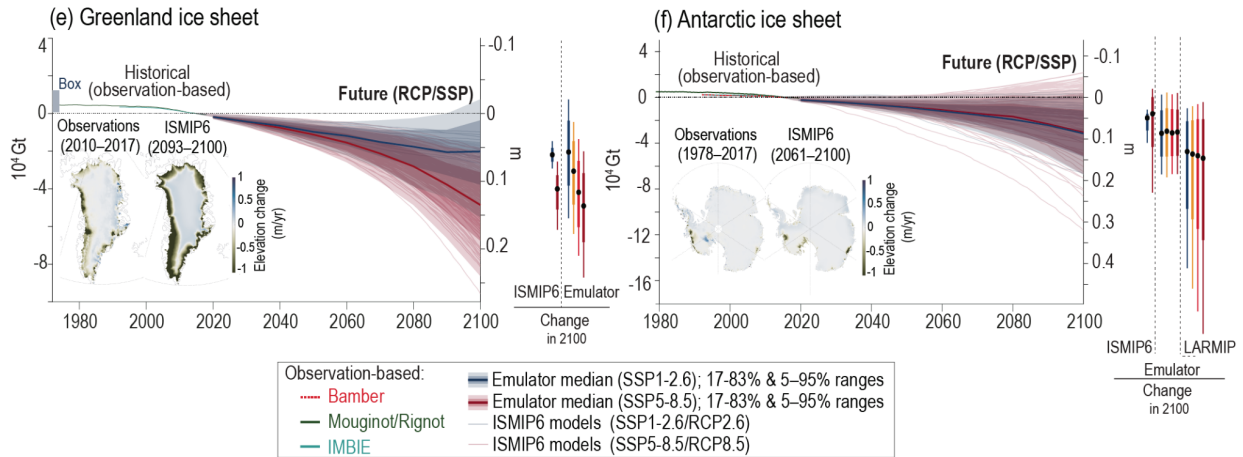 (e) Greenland ice sheet
4
0
-4
-8
10⁴ Gt
Box
Historical
(observation-based)
Future (RCP/SSP)
Observations
(2010–2017)
ISMIP6
(2093–2100)
1
0.5
0
-0.5
-1
Elevation change
(m/yr)
1980
2000
2020
2040
2060
2080
2100
-0.1
0
0.1
0.2
m
ISMIP6
Emulator
Change
in 2100
(f) Antarctic ice sheet
4
0
-4
-8
-12
-16
10⁴ Gt
Historical
(observation-based)
Future (RCP/SSP)
Observations
(1978–2017)
ISMIP6
(2061–2100)
1
0.5
0
-0.5
-1
Elevation change
(m/yr)
1980
2000
2020
2040
2060
2080
2100
-0.1
0
0.1
0.2
0.3
0.4
m
ISMIP6
LARMIP
Emulator
Change
in 2100
Observation-based:
Bamber
Mouginot/Rignot
IMBIE
Emulator median (SSP1-2.6); 17-83% & 5–95% ranges
Emulator median (SSP5-8.5); 17-83% & 5–95% ranges
ISMIP6 models (SSP1-2.6/RCP2.6)
ISMIP6 models (SSP5-8.5/RCP8.5)